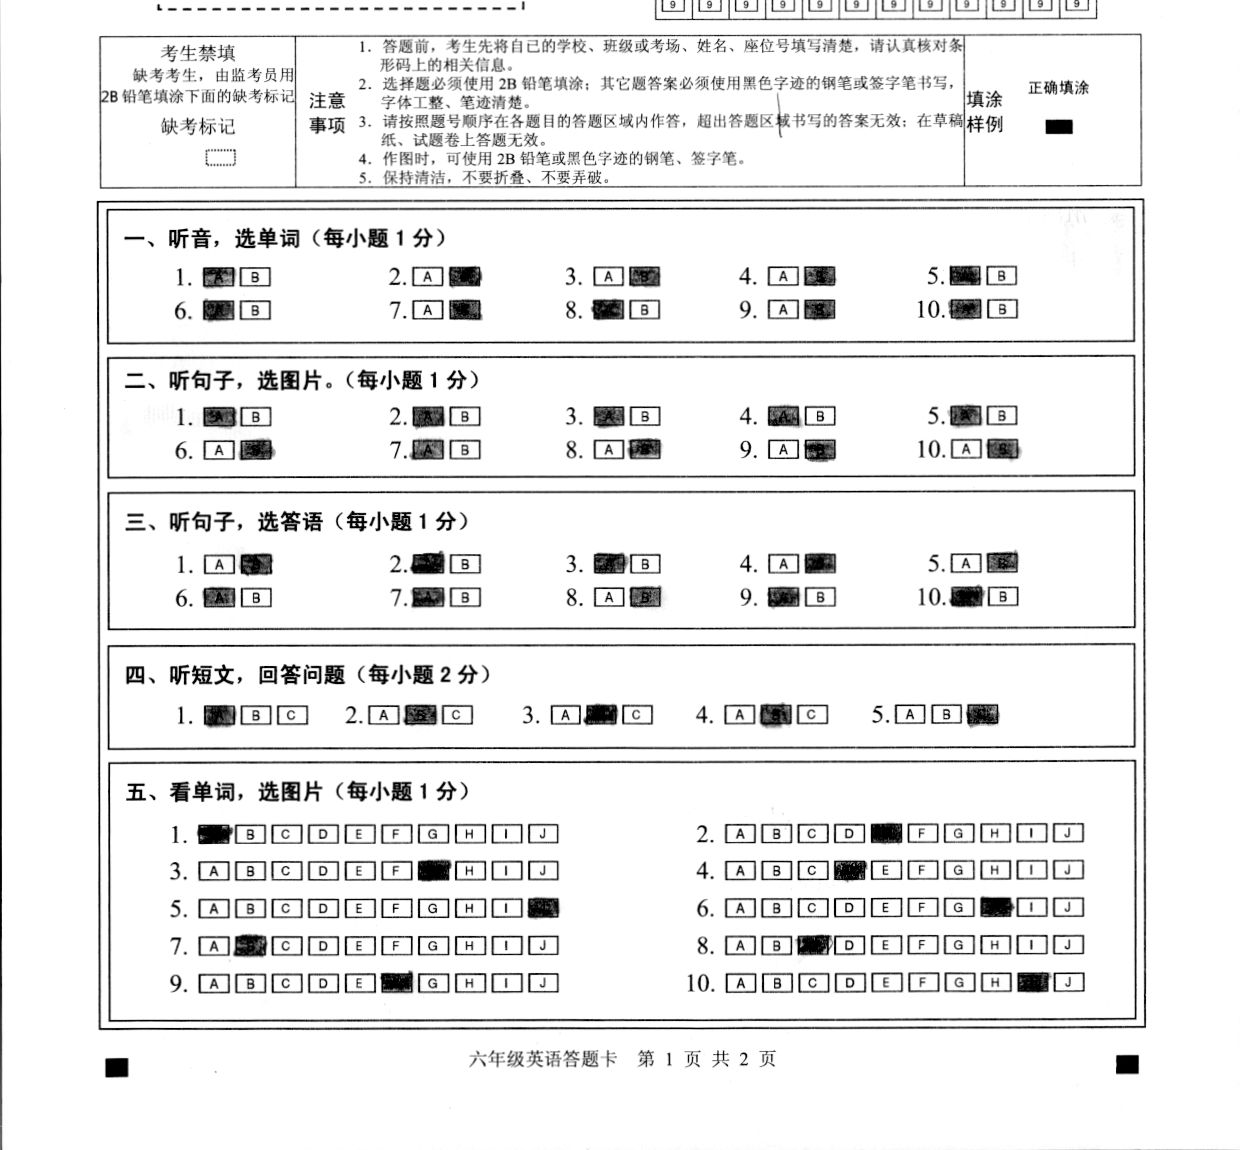 9 9 9 9 9 9 9 9 9 9 9 9
考生禁填
缺考考生，由监考员用
2B 铅笔填涂下面的缺考标记
缺考标记
注意
事项
1．答题前，考生先将自已的学校、班级或考场、姓名、座位号填写清楚，请认真核对条
形码上的相关信息。
2．选择题必须使用 2B 铅笔填涂；其它题答案必须使用黑色字迹的钢笔或签字笔书写，
字体工整、笔迹清楚。
3．请按照题号顺序在各题目的答题区域内作答，超出答题区域书写的答案无效；在草稿
纸、试题卷上答题无效。
4．作图时，可使用 2B 铅笔或黑色字迹的钢笔、签字笔。
5．保持清洁，不要折叠、不要弄破。
填涂
样例
正确填涂
一、听音，选单词（每小题 1 分）
1. A B 2. A 3. A B 4. A B 5. A B
6. A B 7. A B 8. B 9. A B 10. A B
二、听句子，选图片。（每小题 1 分）
1. A B 2. A B 3. A B 4. A B 5. A B
6. A B 7. A B 8. A B 9. A B 10. A B
三、听句子，选答语（每小题 1 分）
1. A B 2. B 3. A B 4. A B 5. A B
6. A B 7. A B 8. A B 9. A B 10. B
四、听短文，回答问题（每小题 2 分）
1. A B C 2. A B C 3. A C 4. A B C 5. A B C
五、看单词，选图片（每小题 1 分）
1. B C D E F G H I J 2. A B C D F G H I J
3. A B C D E F H I J 4. A B C E F G H I J
5. A B C D E F G H I 6. A B C D E F G I J
7. A B C D E F G H I J 8. A B D E F G H I J
9. A B C D E G H I J 10. A B C D E F G H J
六年级英语答题卡 第 1 页 共 2 页